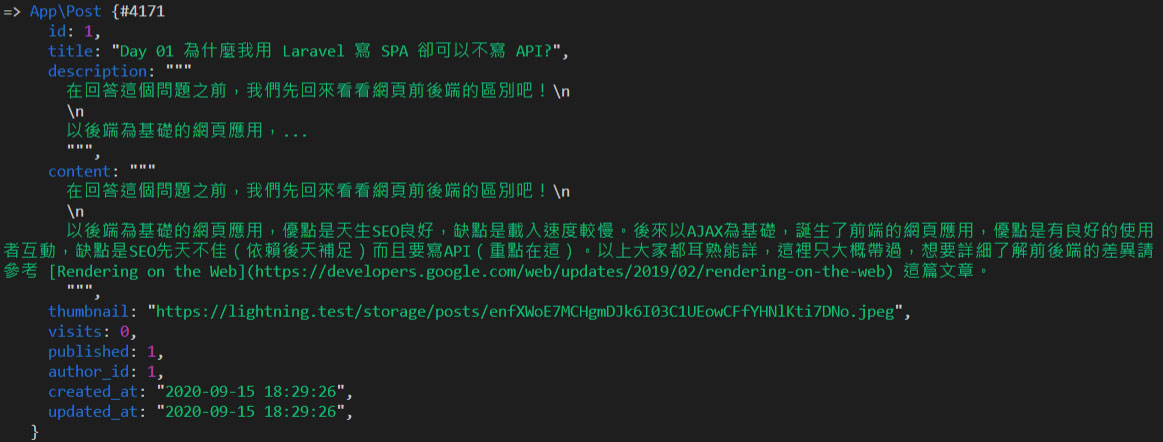 => App\Post {#4171
id: 1,
title: "Day 01 為什麼我用 Laravel 寫 SPA 卻可以不寫 API?",
description: """
在回答這個問題之前，我們先回來看看網頁前後端的區別吧！\n
\n
以後端為基礎的網頁應用，...
""",
content: """
在回答這個問題之前，我們先回來看看網頁前後端的區別吧！\n
\n
以後端為基礎的網頁應用，優點是天生SEO良好，缺點是載入速度較慢。後來以AJAX為基礎，誕生了前端的網頁應用，優點是有良好的使用
者互動，缺點是SEO先天不佳（依賴後天補足）而且要寫API（重點在這）。以上大家都耳熟能詳，這裡只大概帶過，想要詳細了解前後端的差異請
參考 [Rendering on the Web](https://developers.google.com/web/updates/2019/02/rendering-on-the-web) 這篇文章。
""",
thumbnail: "https://lightning.test/storage/posts/enfXWoE7MCHgmDJk6I03C1UEowCFfYHNlKti7DNo.jpeg",
visits: 0,
published: 1,
author_id: 1,
created_at: "2020-09-15 18:29:26",
updated_at: "2020-09-15 18:29:26",
}